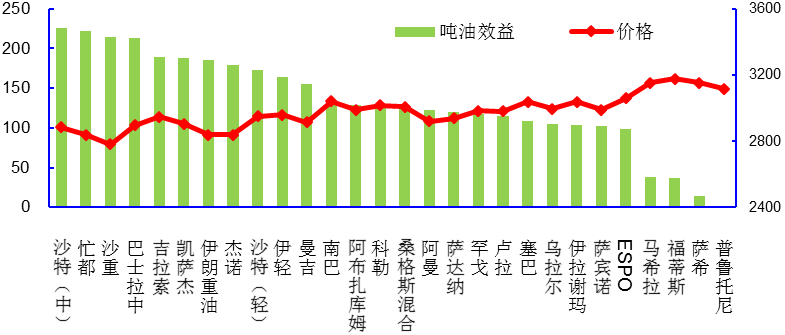 250
200
150
100
50
0
3600
3200
2800
2400
吨油效益
价格
沙特（中）
忙都
沙重
巴士拉中
吉拉索
凯萨杰
伊朗重油
杰诺
沙特（轻）
伊轻
曼吉
南巴
阿布扎库姆
科勒
桑格斯混合
阿曼
萨达纳
罕戈
卢拉
塞巴
乌拉尔
伊拉谢玛
萨宾诺
ESPO
马希拉
福蒂斯
萨希
普鲁托尼